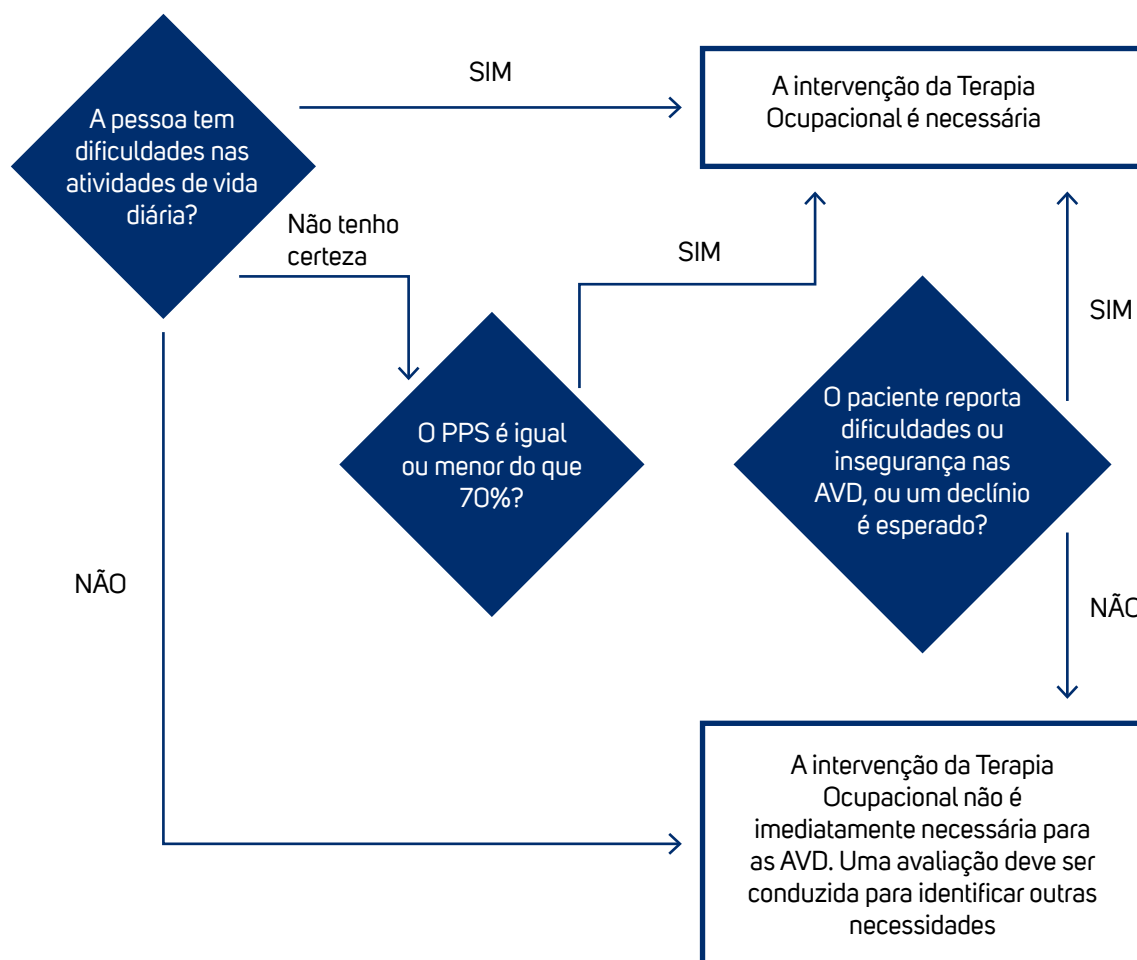 A pessoa tem
dificuldades nas
atividades de vida
diária?
SIM
A intervenção da Terapia
Ocupacional é necessária
Não tenho
certeza
SIM
O PPS é igual
ou menor do que
70%?
SIM
O paciente reporta
dificuldades ou
insegurança nas
AVD, ou um declínio
é esperado?
NÃO
NÃO
A intervenção da Terapia
Ocupacional não é
imediatamente necessária para
as AVD. Uma avaliação deve ser
conduzida para identificar outras
necessidades